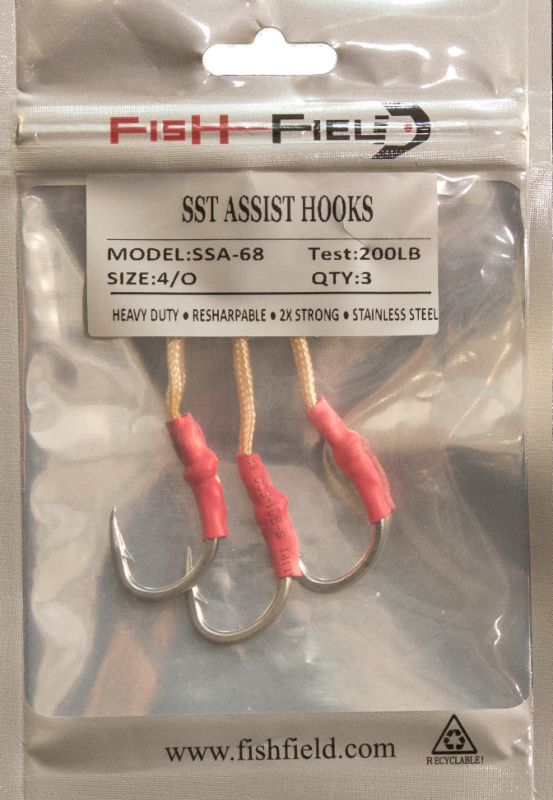 FISH-FIELD
SST ASSIST HOOKS
MODEL:SSA-68 Test:200LB
SIZE:4/O QTY:3
HEAVY DUTY ● RESHARPABLE ● 2X STRONG ● STAINLESS STEEL
www.fishfield.com
RECYCLABLE!